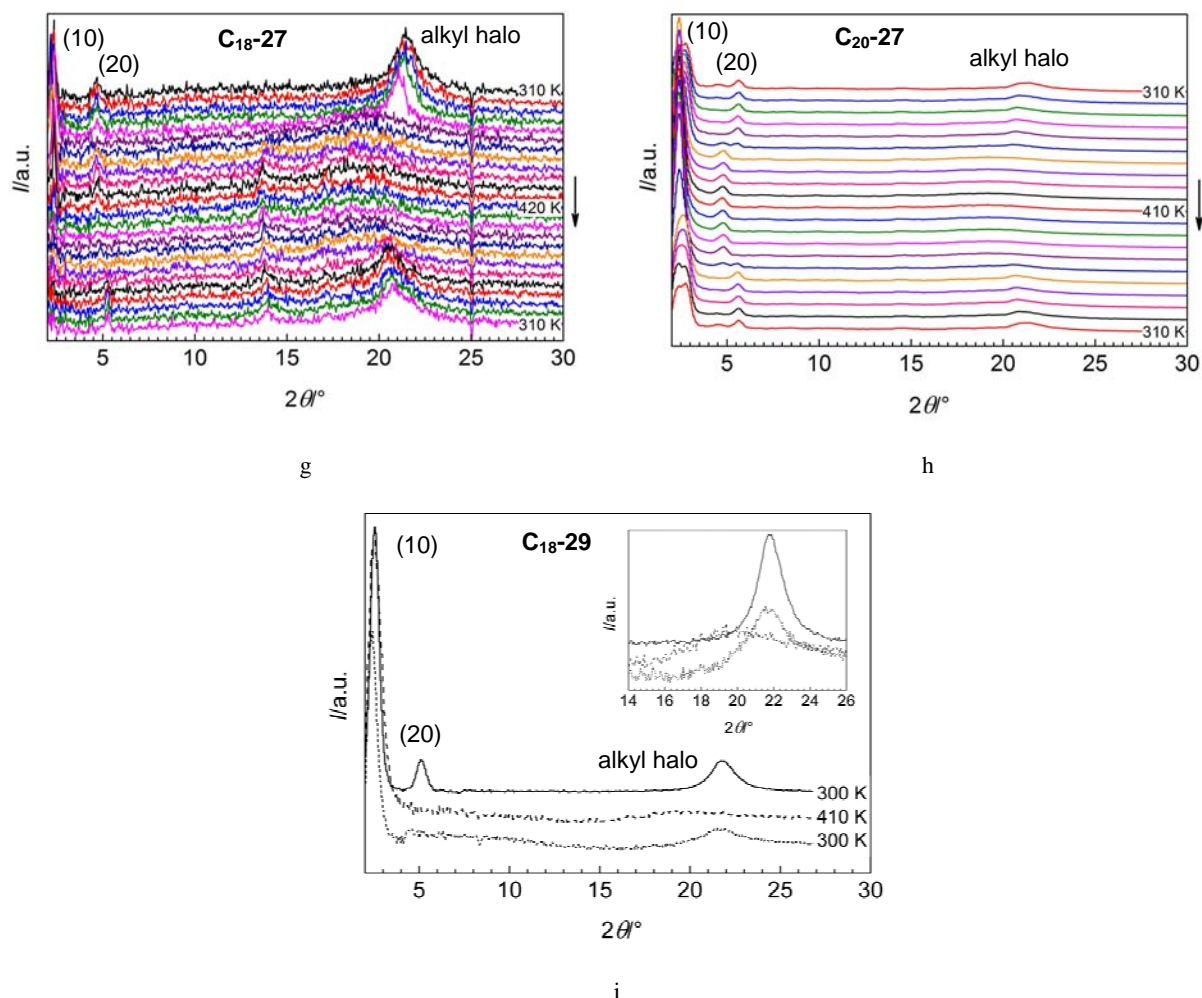 C18-27
(10)
(20)
alkyl halo
310 K
420 K
310 K
I/a.u.
5 10 15 20 25 30
2θ/°
g
C20-27
(10)
(20)
alkyl halo
310 K
410 K
310 K
I/a.u.
5 10 15 20 25 30
2θ/°
h
C18-29
(10)
(20)
alkyl halo
300 K
410 K
300 K
I/a.u.
5 10 15 20 25 30
2θ/°
I/a.u.
14 16 18 20 22 24 26
2θ/°
i